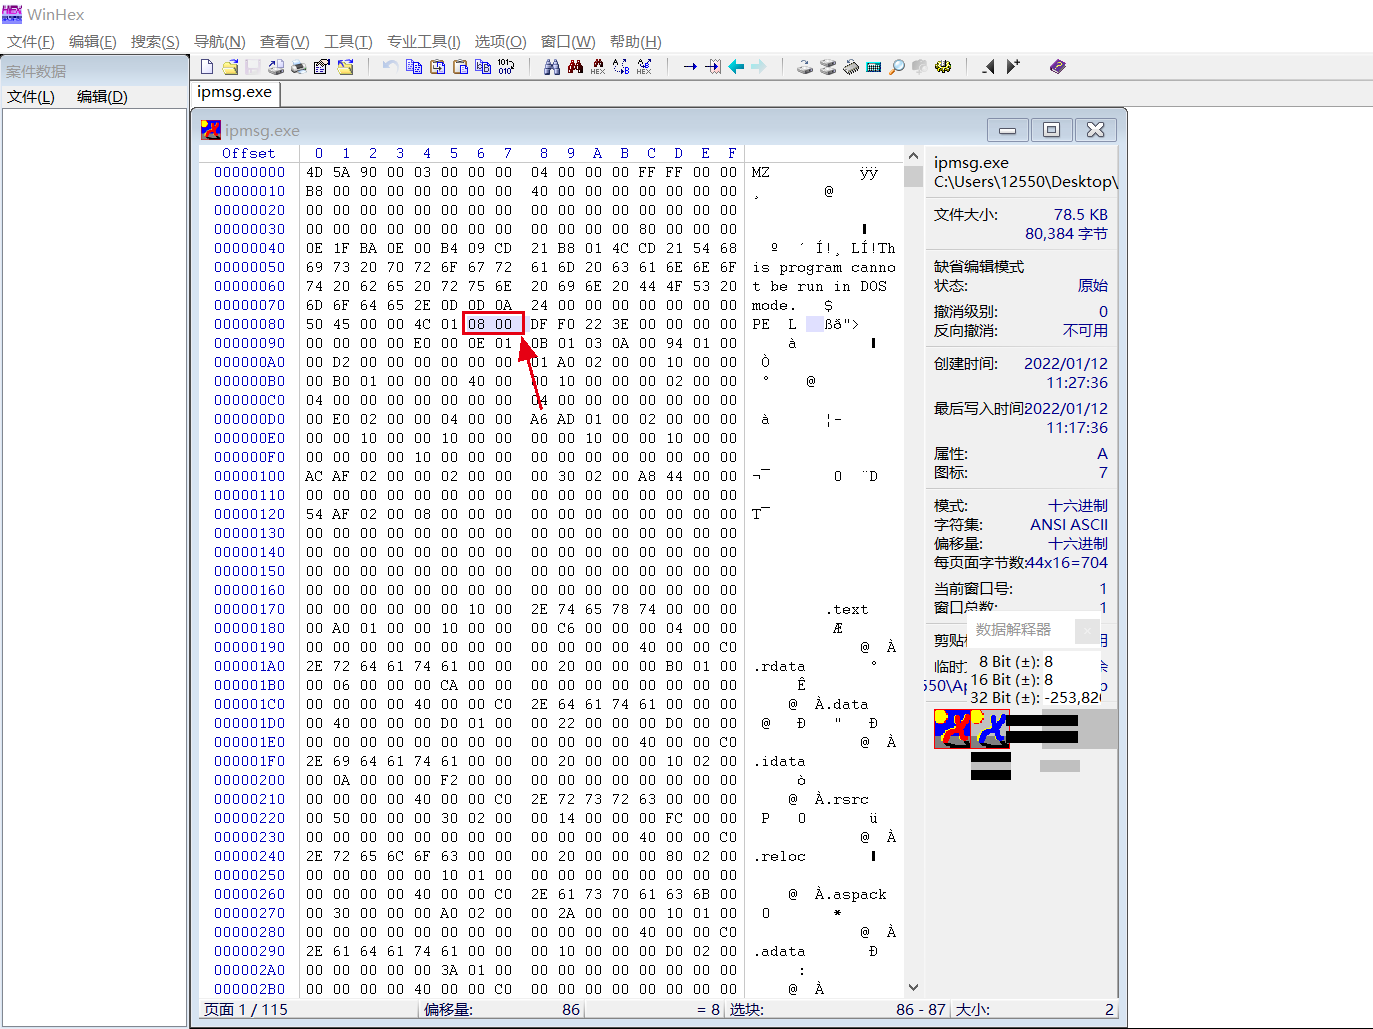 WinHex
文件(F) 编辑(E) 搜索(S) 导航(N) 查看(V) 工具(T) 专业工具(I) 选项(O) 窗口(W) 帮助(H)
案件数据
文件(L) 编辑(D)
ipmsg.exe
ipmsg.exe
Offset 0 1 2 3 4 5 6 7 8 9 A B C D E F
00000000 4D 5A 90 00 03 00 00 00 04 00 00 00 FF FF 00 00 MZ ÿÿ
00000010 B8 00 00 00 00 00 00 00 40 00 00 00 00 00 00 00 ¸ @
00000020 00 00 00 00 00 00 00 00 00 00 00 00 00 00 00 00
00000030 00 00 00 00 00 00 00 00 00 00 00 00 80 00 00 00
00000040 0E 1F BA 0E 00 B4 09 CD 21 B8 01 4C CD 21 54 68 º ´ Í!¸ LÍ!Th
00000050 69 73 20 70 72 6F 67 72 61 6D 20 63 61 6E 6E 6F is program canno
00000060 74 20 62 65 20 72 75 6E 20 69 6E 20 44 4F 53 20 t be run in DOS
00000070 6D 6F 64 65 2E 0D 0D 0A 24 00 00 00 00 00 00 00 mode. $
00000080 50 45 00 00 4C 01 08 00 DF F0 22 3E 00 00 00 00 PE L ßð">
00000090 00 00 00 00 E0 00 0E 01 0B 01 03 0A 00 94 01 00 à
000000A0 00 D2 00 00 00 00 00 00 01 A0 02 00 00 10 00 00 Ò
000000B0 00 B0 01 00 00 00 40 00 00 10 00 00 00 02 00 00 ° @
000000C0 04 00 00 00 00 00 00 00 04 00 00 00 00 00 00 00
000000D0 00 E0 02 00 00 04 00 00 A6 AD 01 00 02 00 00 00 à ¦-
000000E0 00 00 10 00 00 10 00 00 00 00 10 00 00 10 00 00
000000F0 00 00 00 00 10 00 00 00 00 00 00 00 00 00 00 00
00000100 AC AF 02 00 00 02 00 00 00 30 02 00 A8 44 00 00 ¬¯ 0 ¨D
00000110 00 00 00 00 00 00 00 00 00 00 00 00 00 00 00 00
00000120 54 AF 02 00 08 00 00 00 00 00 00 00 00 00 00 00 T¯
00000130 00 00 00 00 00 00 00 00 00 00 00 00 00 00 00 00
00000140 00 00 00 00 00 00 00 00 00 00 00 00 00 00 00 00
00000150 00 00 00 00 00 00 00 00 00 00 00 00 00 00 00 00
00000160 00 00 00 00 00 00 00 00 00 00 00 00 00 00 00 00
00000170 00 00 00 00 00 00 10 00 2E 74 65 78 74 00 00 00 .text
00000180 00 A0 01 00 00 10 00 00 00 C6 00 00 00 04 00 00 Æ
00000190 00 00 00 00 00 00 00 00 00 00 00 00 40 00 00 C0 @ À
000001A0 2E 72 64 61 74 61 00 00 00 20 00 00 00 B0 01 00 .rdata °
000001B0 00 06 00 00 00 CA 00 00 00 00 00 00 00 00 00 00 Ê
000001C0 00 00 00 00 40 00 00 C0 2E 64 61 74 61 00 00 00 @ À.data
000001D0 00 40 00 00 00 D0 01 00 00 22 00 00 00 D0 00 00 @ Ð " Ð
000001E0 00 00 00 00 00 00 00 00 00 00 00 00 40 00 00 C0 @ À
000001F0 2E 69 64 61 74 61 00 00 00 20 00 00 00 10 02 00 .idata
00000200 00 0A 00 00 00 F2 00 00 00 00 00 00 00 00 00 00 ò
00000210 00 00 00 00 40 00 00 C0 2E 72 73 72 63 00 00 00 @ À.rsrc
00000220 00 50 00 00 00 30 02 00 00 14 00 00 00 FC 00 00 P 0 ü
00000230 00 00 00 00 00 00 00 00 00 00 00 00 40 00 00 C0 @ À
00000240 2E 72 65 6C 6F 63 00 00 00 20 00 00 00 80 02 00 .reloc
00000250 00 00 00 00 00 10 01 00 00 00 00 00 00 00 00 00
00000260 00 00 00 00 40 00 00 C0 2E 61 73 70 61 63 6B 00 @ À.aspack
00000270 00 30 00 00 00 A0 02 00 00 2A 00 00 00 10 01 00 0 *
00000280 00 00 00 00 00 00 00 00 00 00 00 00 40 00 00 C0 @ À
00000290 2E 61 64 61 74 61 00 00 00 10 00 00 00 D0 02 00 .adata Ð
000002A0 00 00 00 00 00 3A 01 00 00 00 00 00 00 00 00 00 :
000002B0 00 00 00 00 40 00 00 C0 00 00 00 00 00 00 00 00 @ À
页面 1 / 115 偏移量: 86 = 8 选块: 86 - 87 大小: 2
ipmsg.exe
C:\Users\12550\Desktop\
文件大小: 78.5 KB
80,384 字节
缺省编辑模式
状态: 原始
撤消级别: 0
反向撤消: 不可用
创建时间: 2022/01/12
11:27:36
最后写入时间2022/01/12
11:17:36
属性: A
图标: 7
模式: 十六进制
字符集: ANSI ASCII
偏移量: 十六进制
每页面字节数:44x16=704
当前窗口号: 1
窗口总数: 1
数据解释器
8 Bit (±): 8
16 Bit (±): 8
32 Bit (±): -253,82